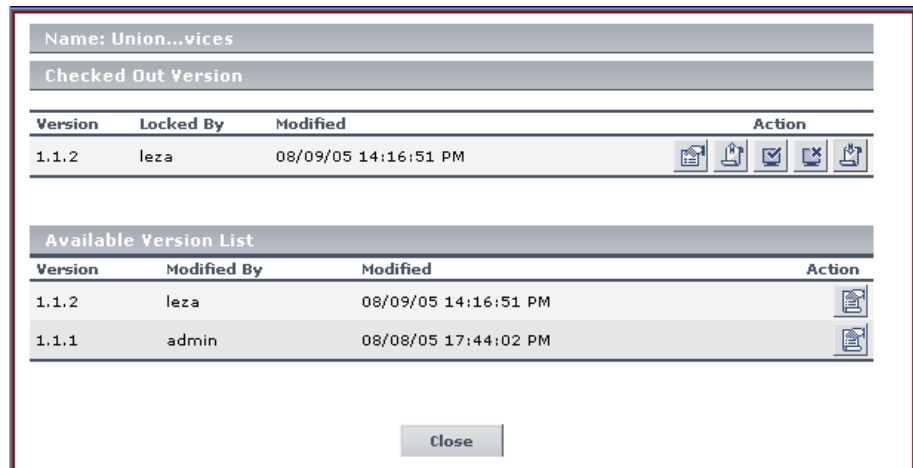 Name: Union...vices
Checked Out Version
Version Locked By Modified Action
1.1.2 leza 08/09/05 14:16:51 PM
Available Version List
Version Modified By Modified Action
1.1.2 leza 08/09/05 14:16:51 PM
1.1.1 admin 08/08/05 17:44:02 PM
Close